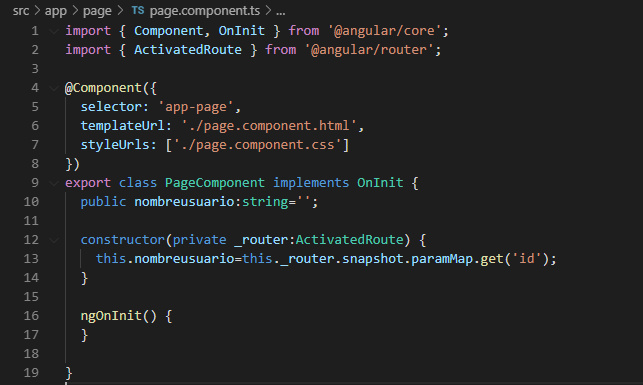 src > app > page > TS page.component.ts > ...
1 import { Component, OnInit } from '@angular/core';
2 import { ActivatedRoute } from '@angular/router';
3
4 @Component({
5   selector: 'app-page',
6   templateUrl: './page.component.html',
7   styleUrls: ['./page.component.css']
8 })
9 export class PageComponent implements OnInit {
10   public nombreusuario:string='';
11
12   constructor(private _router:ActivatedRoute) {
13     this.nombreusuario=this._router.snapshot.paramMap.get('id');
14   }
15
16   ngOnInit() {
17   }
18
19 }